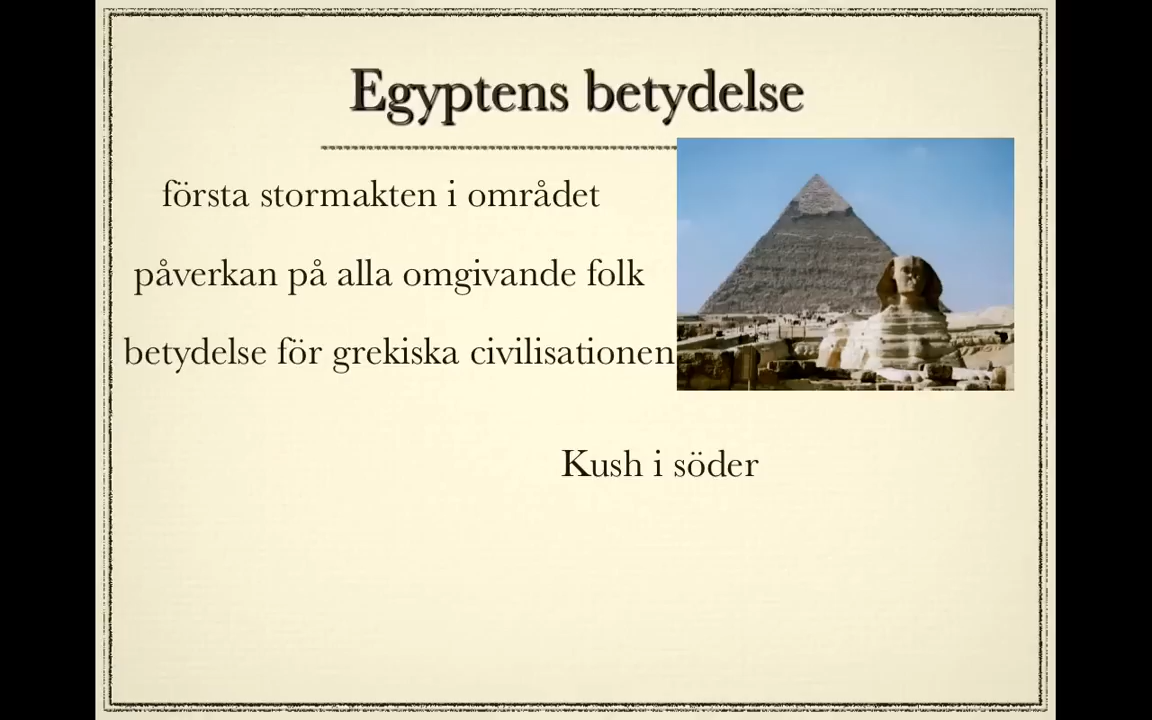 Egyptens betydelse
första stormakten i området
påverkan på alla omgivande folk
betydelse för grekiska civilisationen
Kush i söder